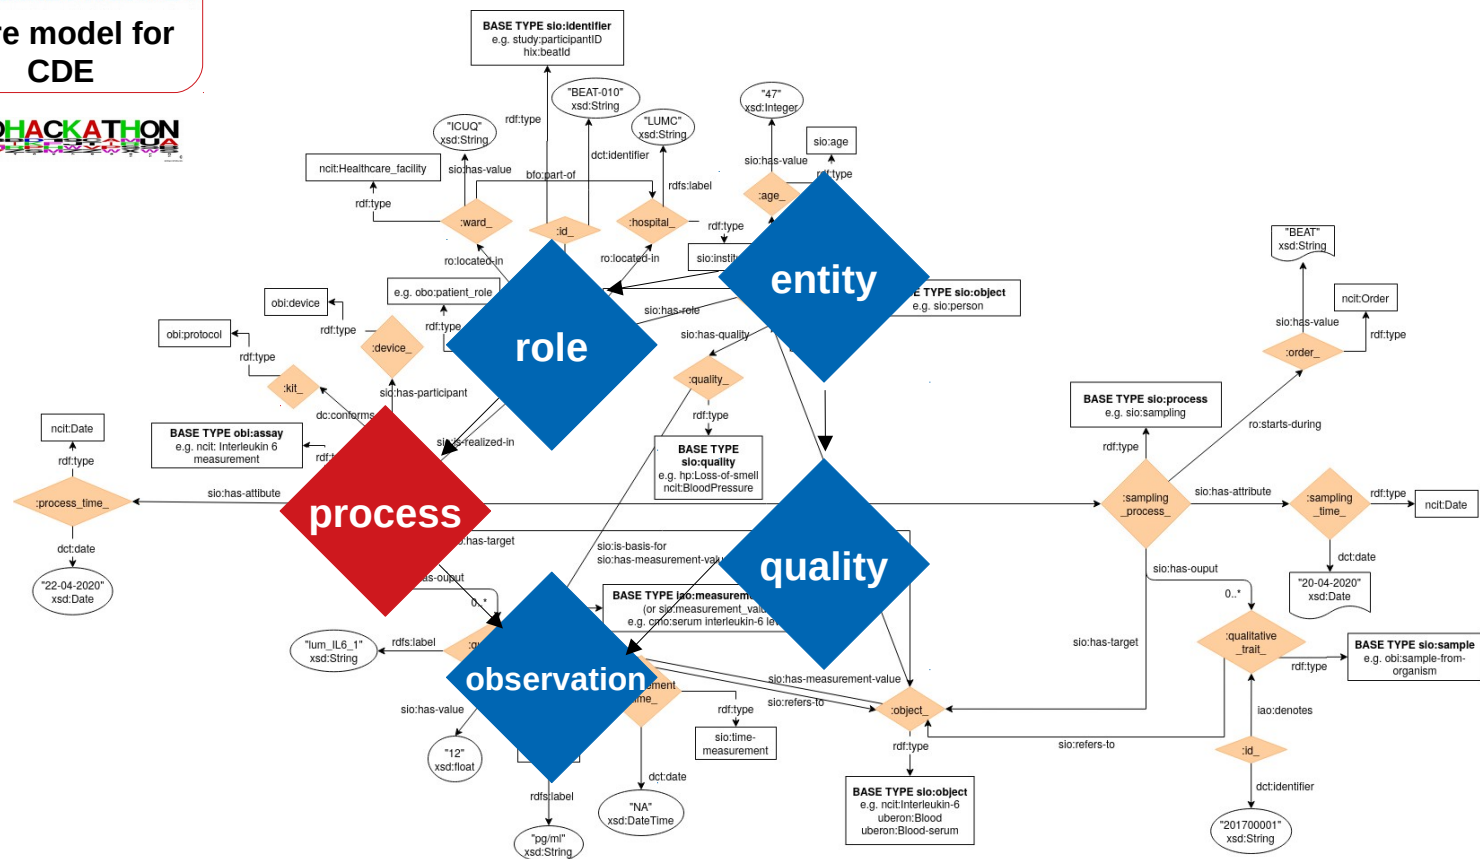 re model for
CDE
HACKATHON
BASE TYPE sio:identifier
e.g. study:participantID
hix:beatId
"BEAT-010"
xsd:String
"ICUQ"
xsd:String
"LUMC"
xsd:String
"47"
xsd:Integer
sio:age
rdf:type
dct:identifier
sio:has-value
sio:has-value
rdf:type
ncit:Healthcare_facility
bfo:part-of
rdfs:label
rdf:type
:ward_
:id_
:hospital_
:age_
rdf:type
ro:located-in
ro:located-in
entity
"BEAT"
xsd:String
e.g. obo:patient_role
TYPE sio:object
e.g. sio:person
ncit:Order
obi:device
rdf:type
rdf:type
sio:has-role
sio:has-quality
sio:has-value
rdf:type
obi:protocol
rdf:type
:device_
role
:order_
:kit_
:quality_
sio:has-participant
dc:conforms
rdf:type
BASE TYPE sio:process
e.g. sio:sampling
ro:starts-during
ncit:Date
BASE TYPE obi:assay
e.g. ncit: Interleukin 6
measurement
sio:is-realized-in
BASE TYPE
sio:quality
e.g. hp:Loss-of-smell
ncit:BloodPressure
rdf:type
rdf:type
:process_time_
sio:has-attibute
process
:sampling
_process_
sio:has-attribute
:sampling
_time_
rdf:type
ncit:Date
has-target
sio:is-basis-for
sio:has-measurement-value
quality
dct:date
dct:date
"22-04-2020"
xsd:Date
0..*
BASE TYPE iao:measurem
(or sio:measurement_val
e.g. cmo:serum interleukin-6 le
sio:has-ouput
0..*
"20-04-2020"
xsd:Date
"lum_IL6_1"
xsd:String
rdfs:label
observation
sio:has-target
:qualitative
_trait_
rdf:type
BASE TYPE sio:sample
e.g. obi:sample-from-
organism
sio:has-measurement-value
sio:refers-to
:object_
sio:has-value
rdf:type
iao:denotes
"12"
xsd:float
sio:time-
measurement
rdf:type
sio:refers-to
:id_
rdfs:label
dct:date
dct:identifier
"NA"
xsd:DateTime
BASE TYPE sio:object
e.g. ncit:Interleukin-6
uberon:Blood
uberon:Blood-serum
"pg/ml"
xsd:String
"201700001"
xsd:String